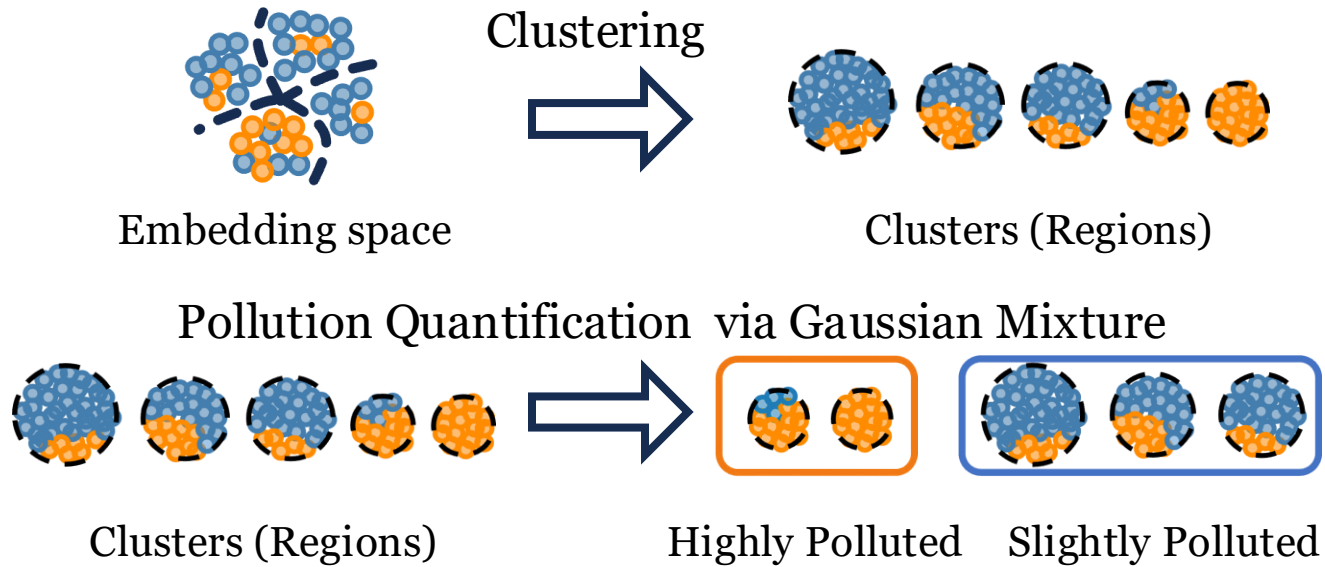 Clustering
Embedding space
Clusters (Regions)
Pollution Quantification via Gaussian Mixture
Clusters (Regions)
Highly Polluted
Slightly Polluted